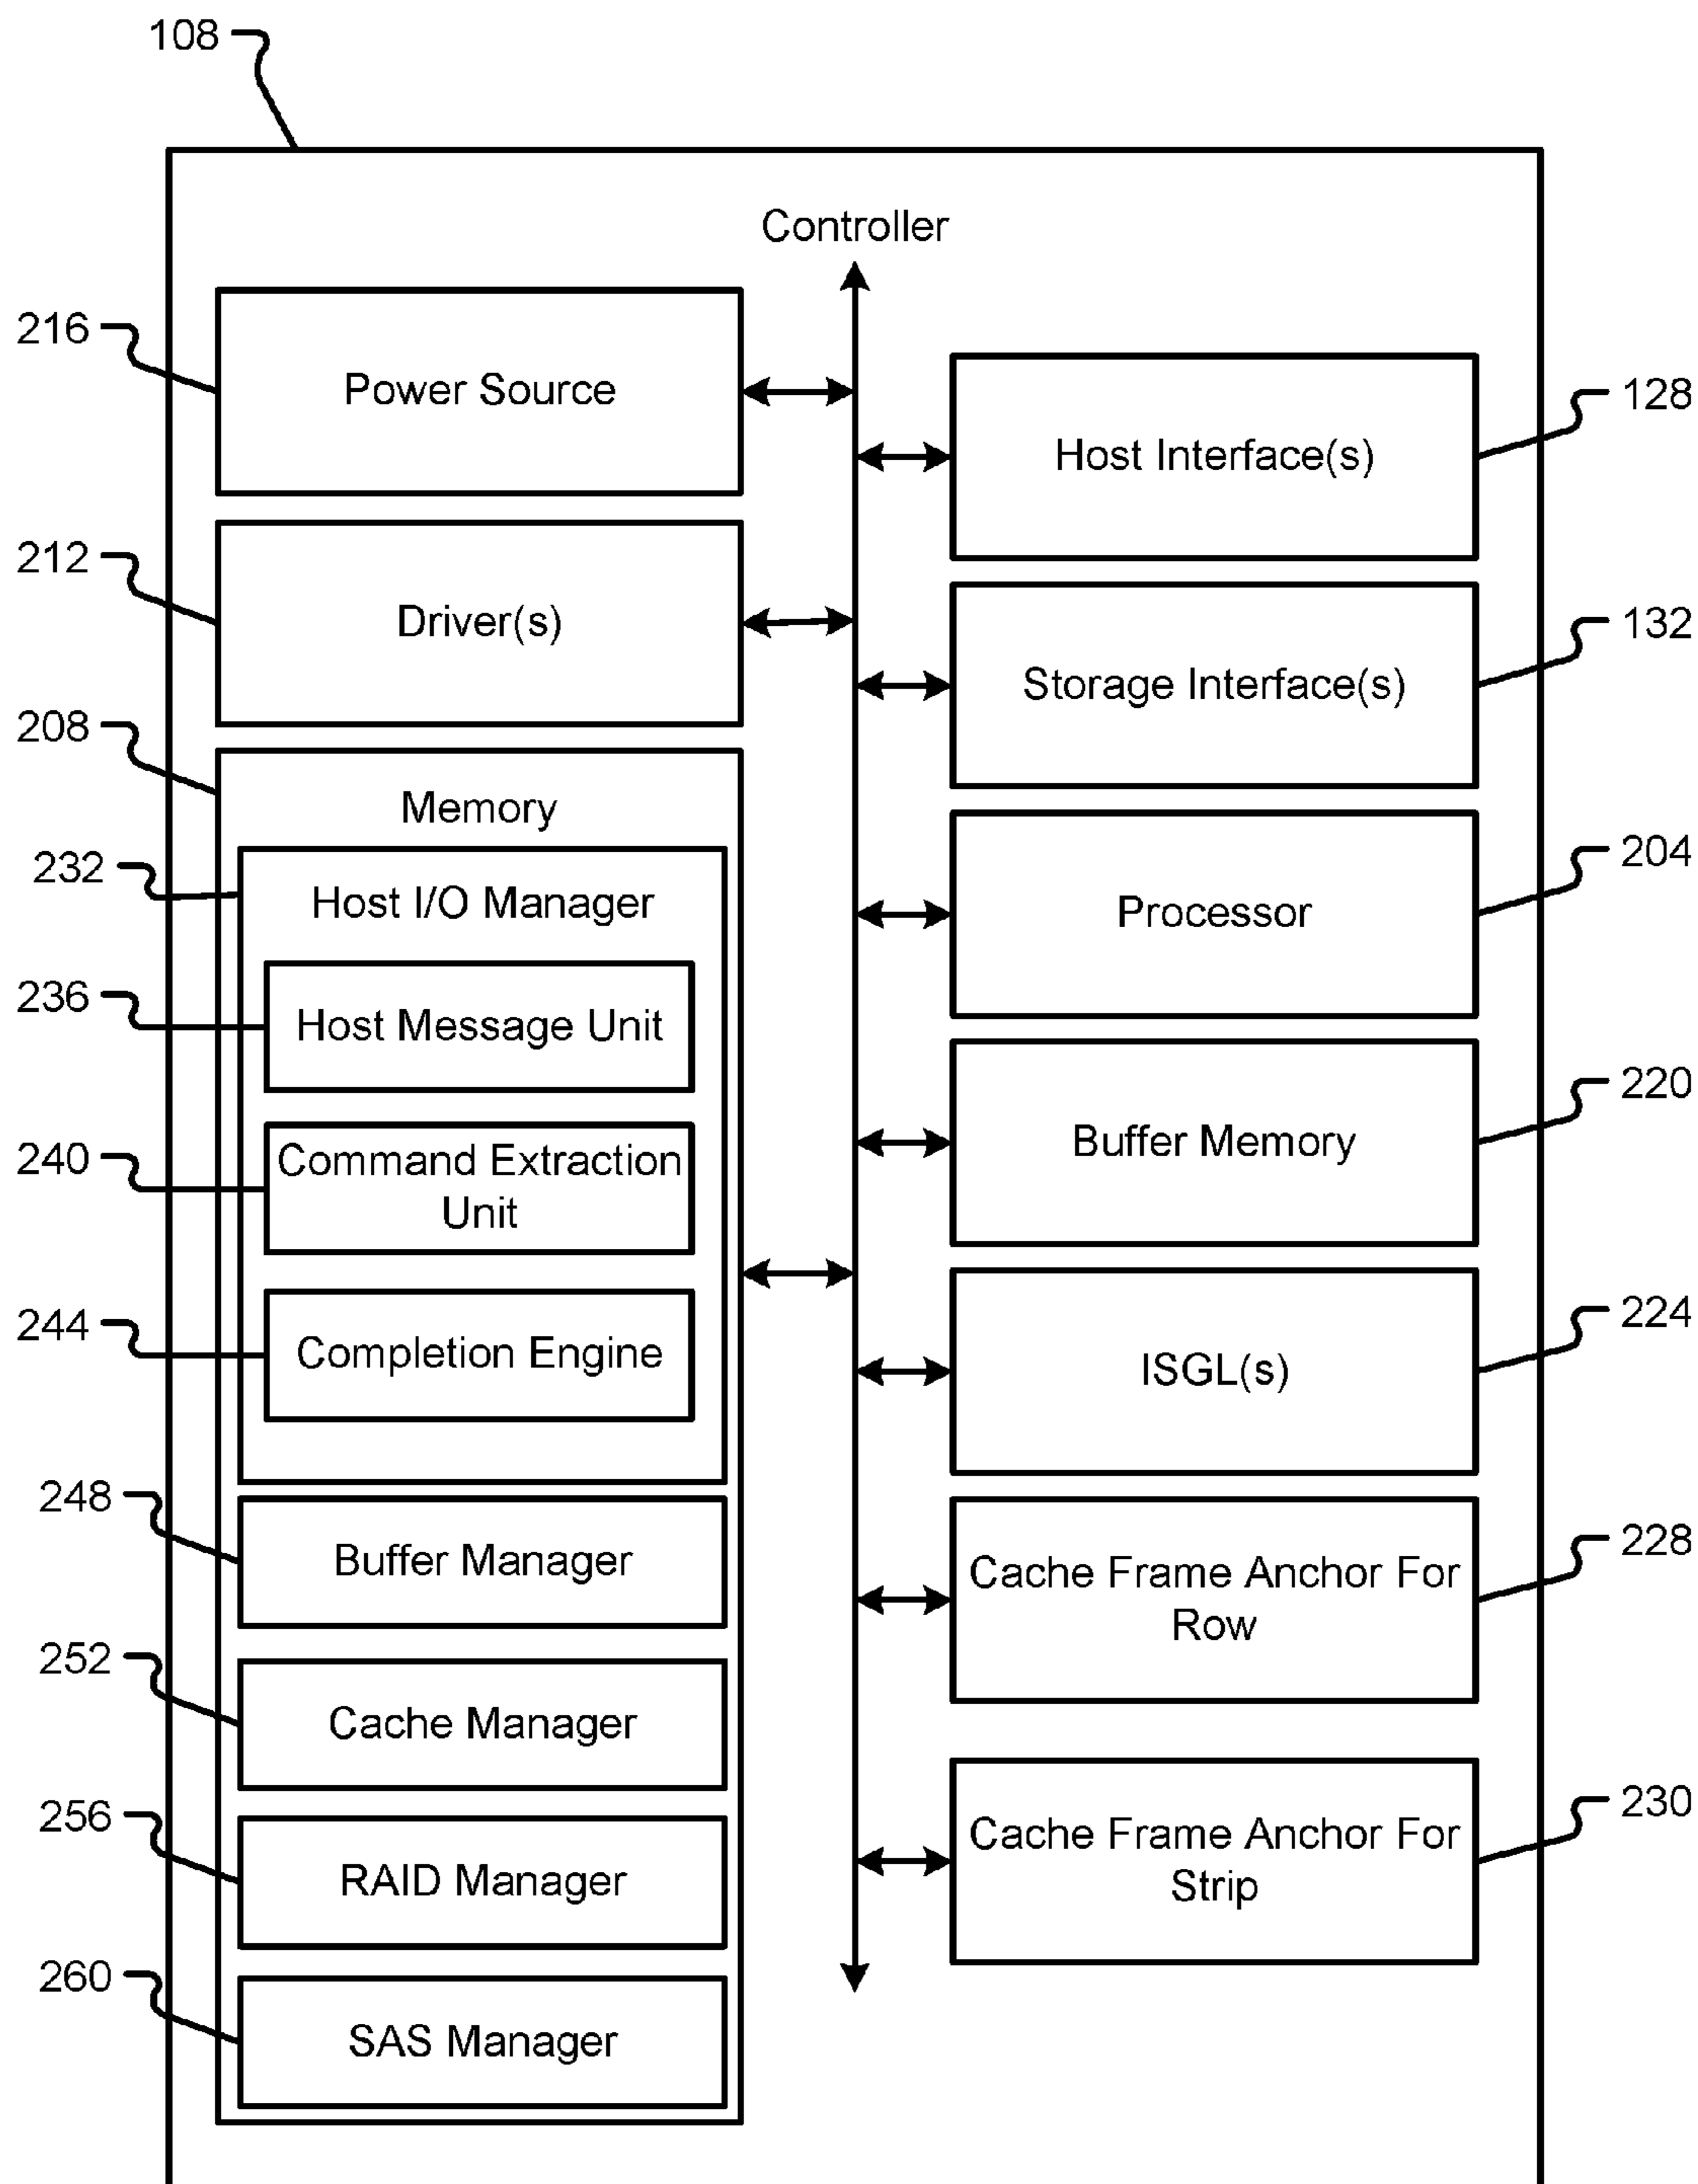 108
Controller
216
Power Source
128
Host Interface(s)
212
Driver(s)
132
Storage Interface(s)
208
Memory
204
Processor
232
Host I/O Manager
236
Host Message Unit
220
Buffer Memory
240
Command Extraction
Unit
244
Completion Engine
224
ISGL(s)
248
Buffer Manager
228
Cache Frame Anchor For
Row
252
Cache Manager
256
RAID Manager
230
Cache Frame Anchor For
Strip
260
SAS Manager